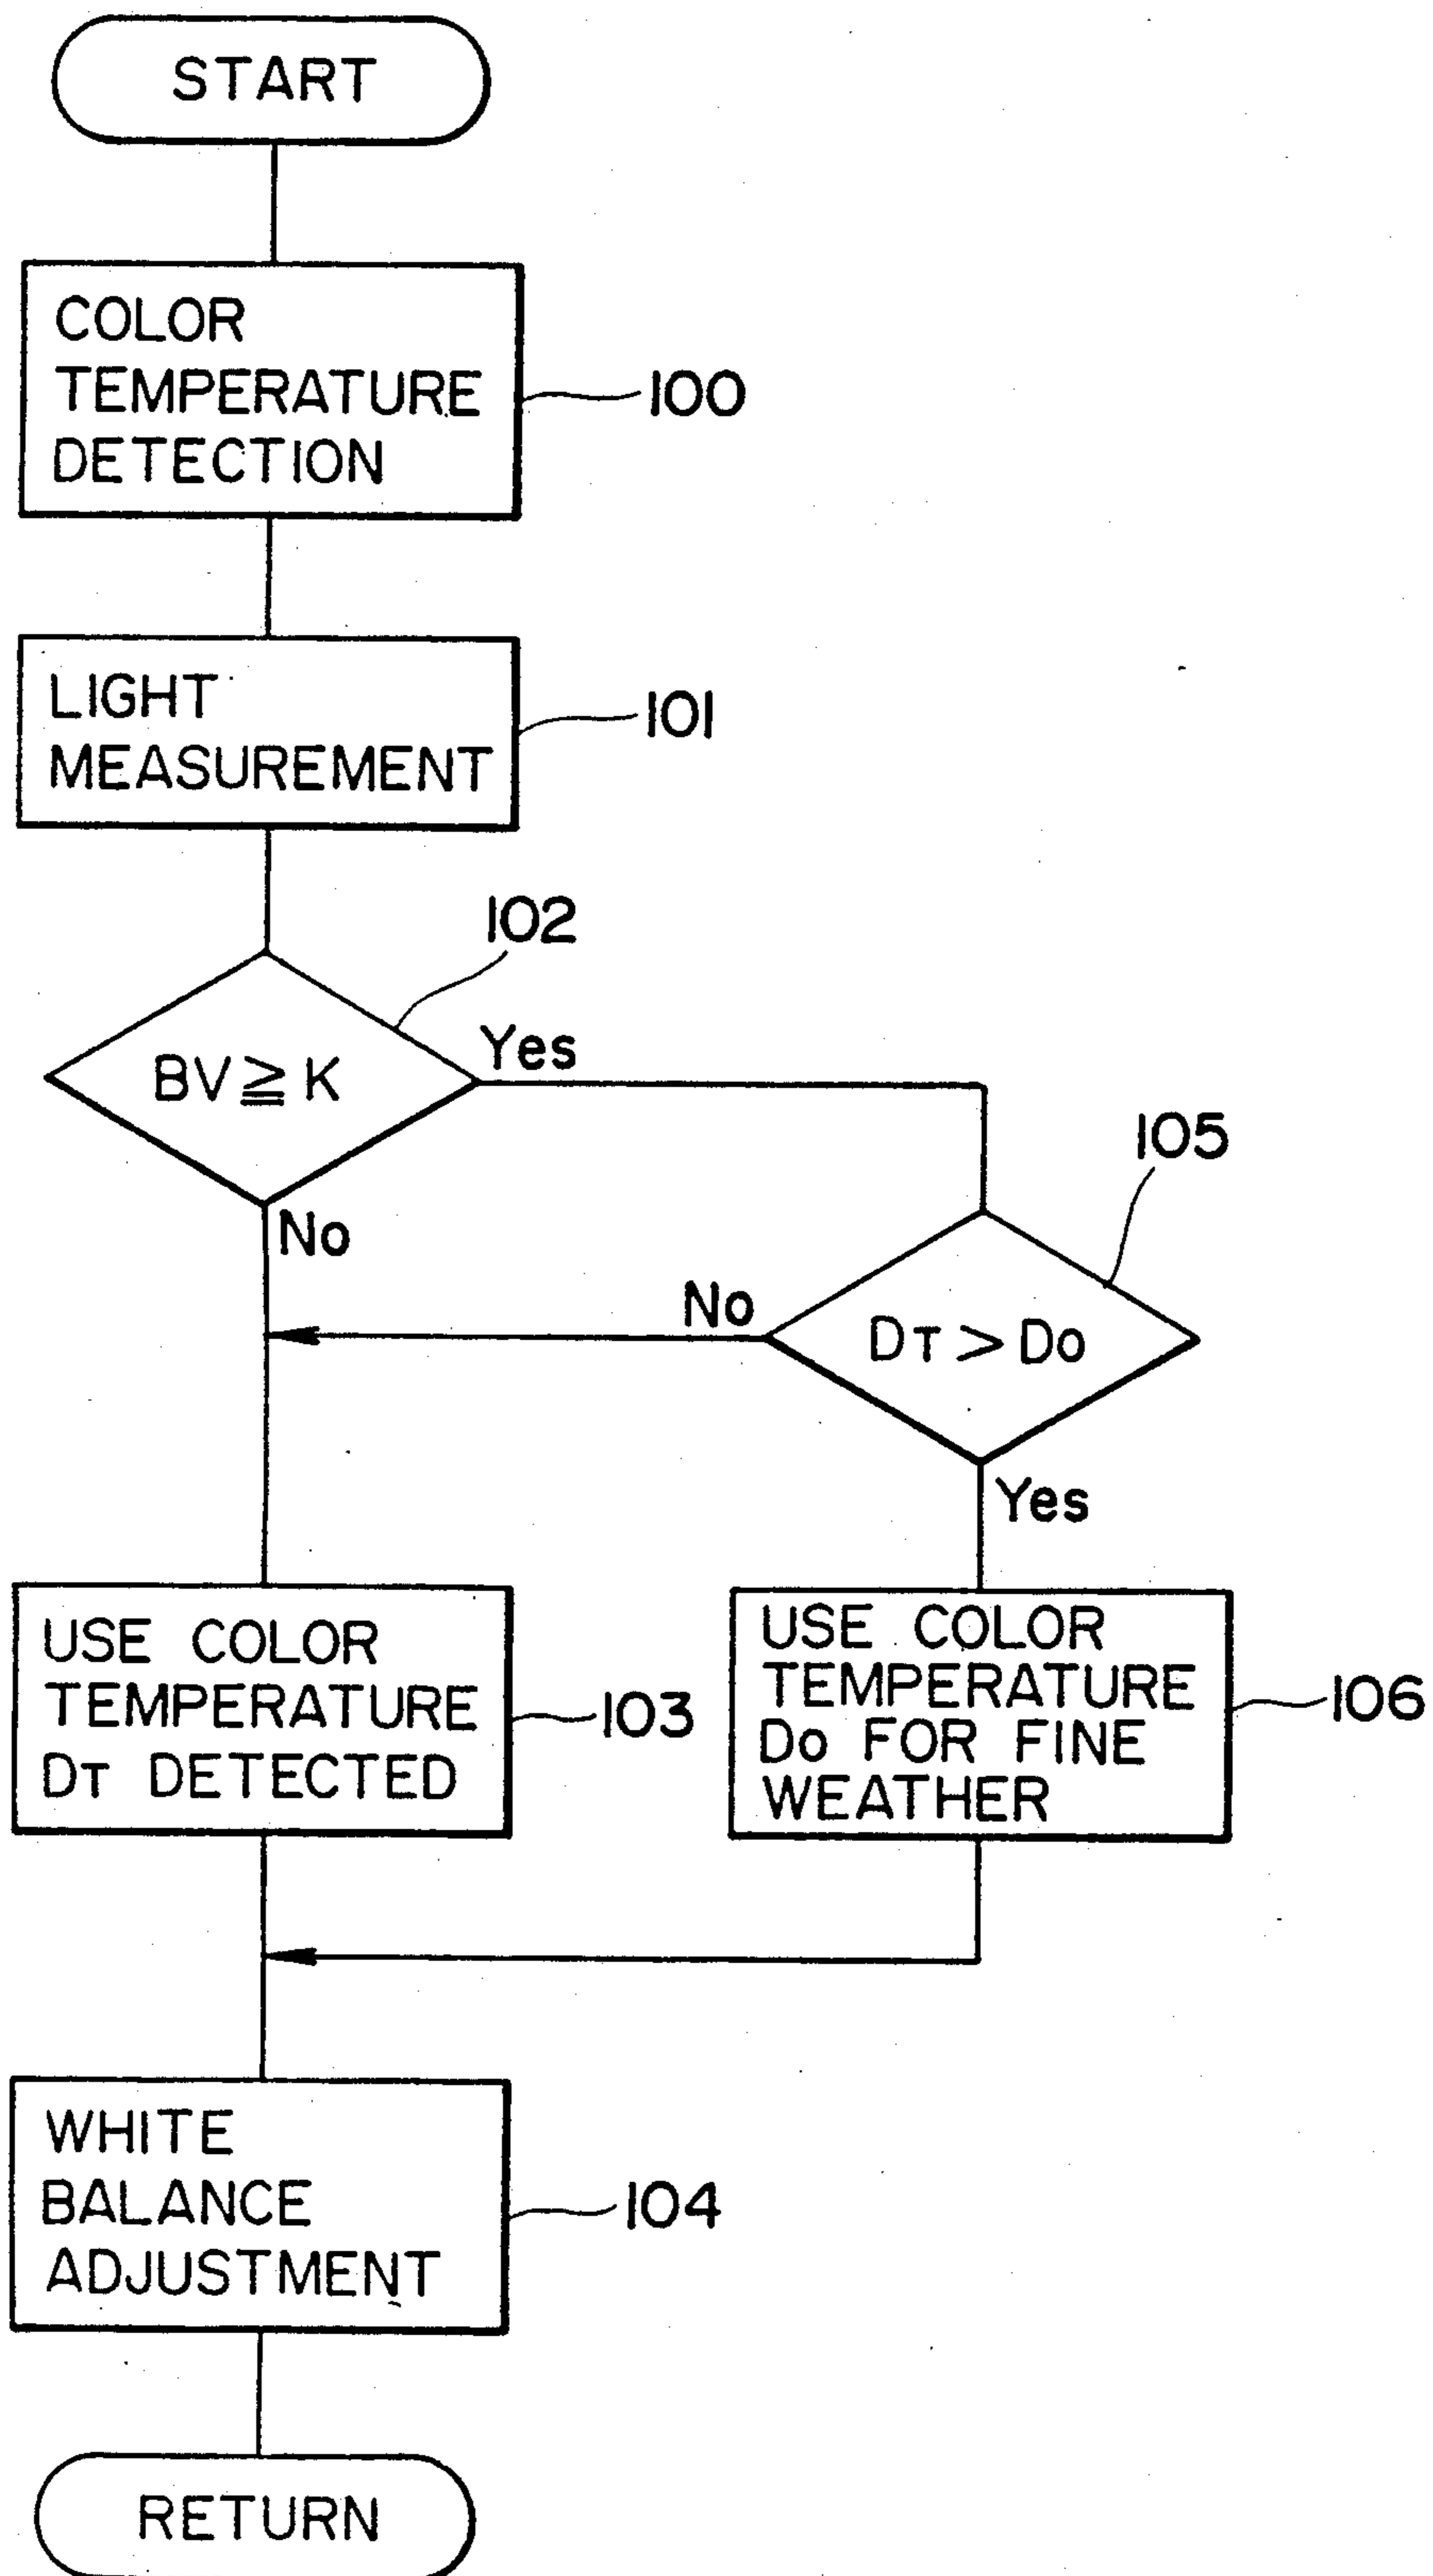 START
COLOR
TEMPERATURE
DETECTION
100
LIGHT
MEASUREMENT
101
102
BV≧K
Yes
No
105
DT>Do
No
Yes
USE COLOR
TEMPERATURE
DT DETECTED
103
USE COLOR
TEMPERATURE
Do FOR FINE
WEATHER
106
WHITE
BALANCE
ADJUSTMENT
104
RETURN